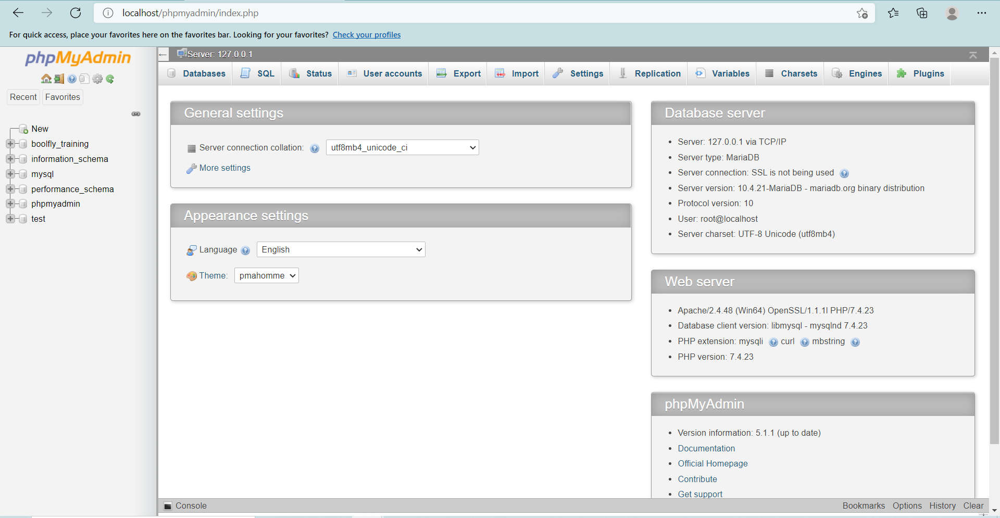 localhost/phpmyadmin/index.php
For quick access, place your favorites here on the favorites bar. Looking for your favorites? Check your profiles
phpMyAdmin
Recent Favorites
New
boolfly_training
information_schema
mysql
performance_schema
phpmyadmin
test
Server: 127.0.0.1
Databases SQL Status User accounts Export Import Settings Replication Variables Charsets Engines Plugins
General settings
Server connection collation: utf8mb4_unicode_ci
More settings
Appearance settings
Language English
Theme: pmahomme
Database server
Server: 127.0.0.1 via TCP/IP
Server type: MariaDB
Server connection: SSL is not being used
Server version: 10.4.21-MariaDB - mariadb.org binary distribution
Protocol version: 10
User: root@localhost
Server charset: UTF-8 Unicode (utf8mb4)
Web server
Apache/2.4.48 (Win64) OpenSSL/1.1.1l PHP/7.4.23
Database client version: libmysql - mysqlnd 7.4.23
PHP extension: mysqli curl mbstring
PHP version: 7.4.23
phpMyAdmin
Version information: 5.1.1 (up to date)
Documentation
Official Homepage
Contribute
Get support
Console Bookmarks Options History Clear